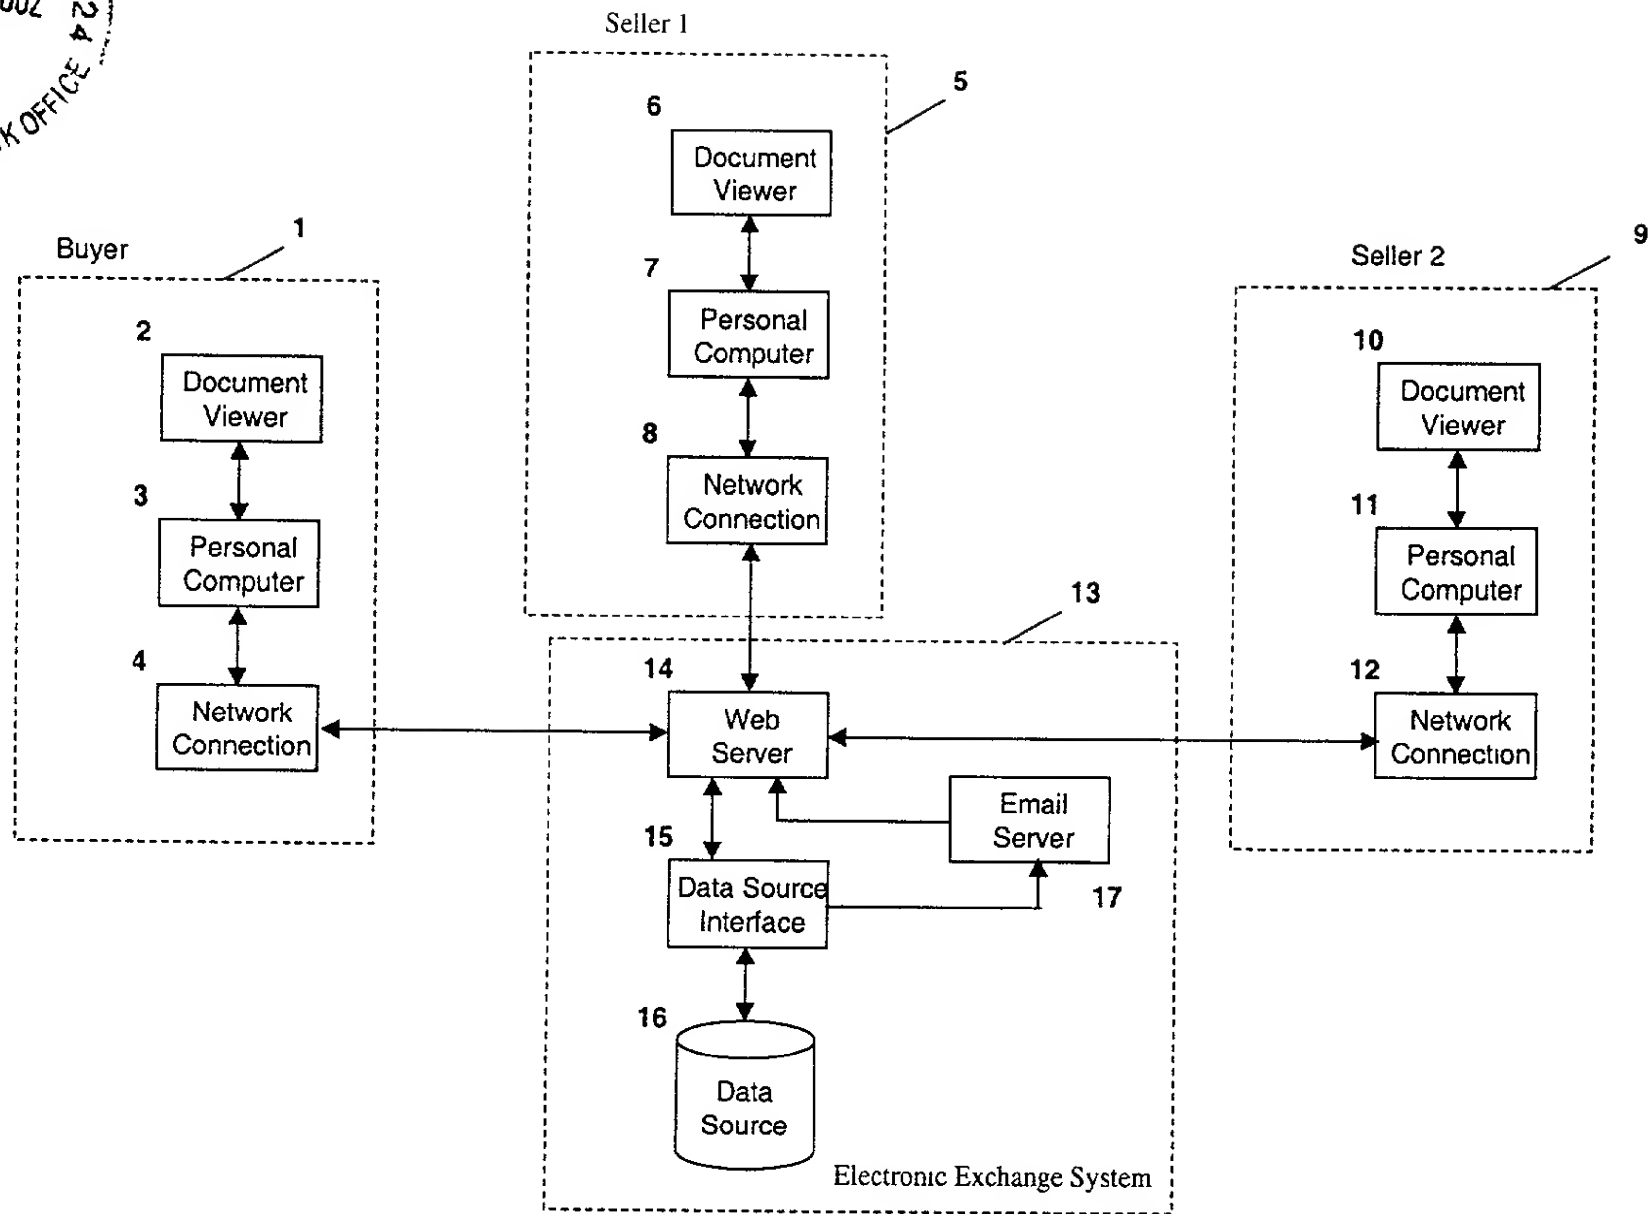 24
K OFFICE
Seller 1
5
6
Document
Viewer
7
Personal
Computer
8
Network
Connection
Buyer
1
2
Document
Viewer
3
Personal
Computer
4
Network
Connection
Seller 2
9
10
Document
Viewer
11
Personal
Computer
12
Network
Connection
13
14
Web
Server
Email
Server
17
15
Data Source
Interface
16
Data
Source
Electronic Exchange System